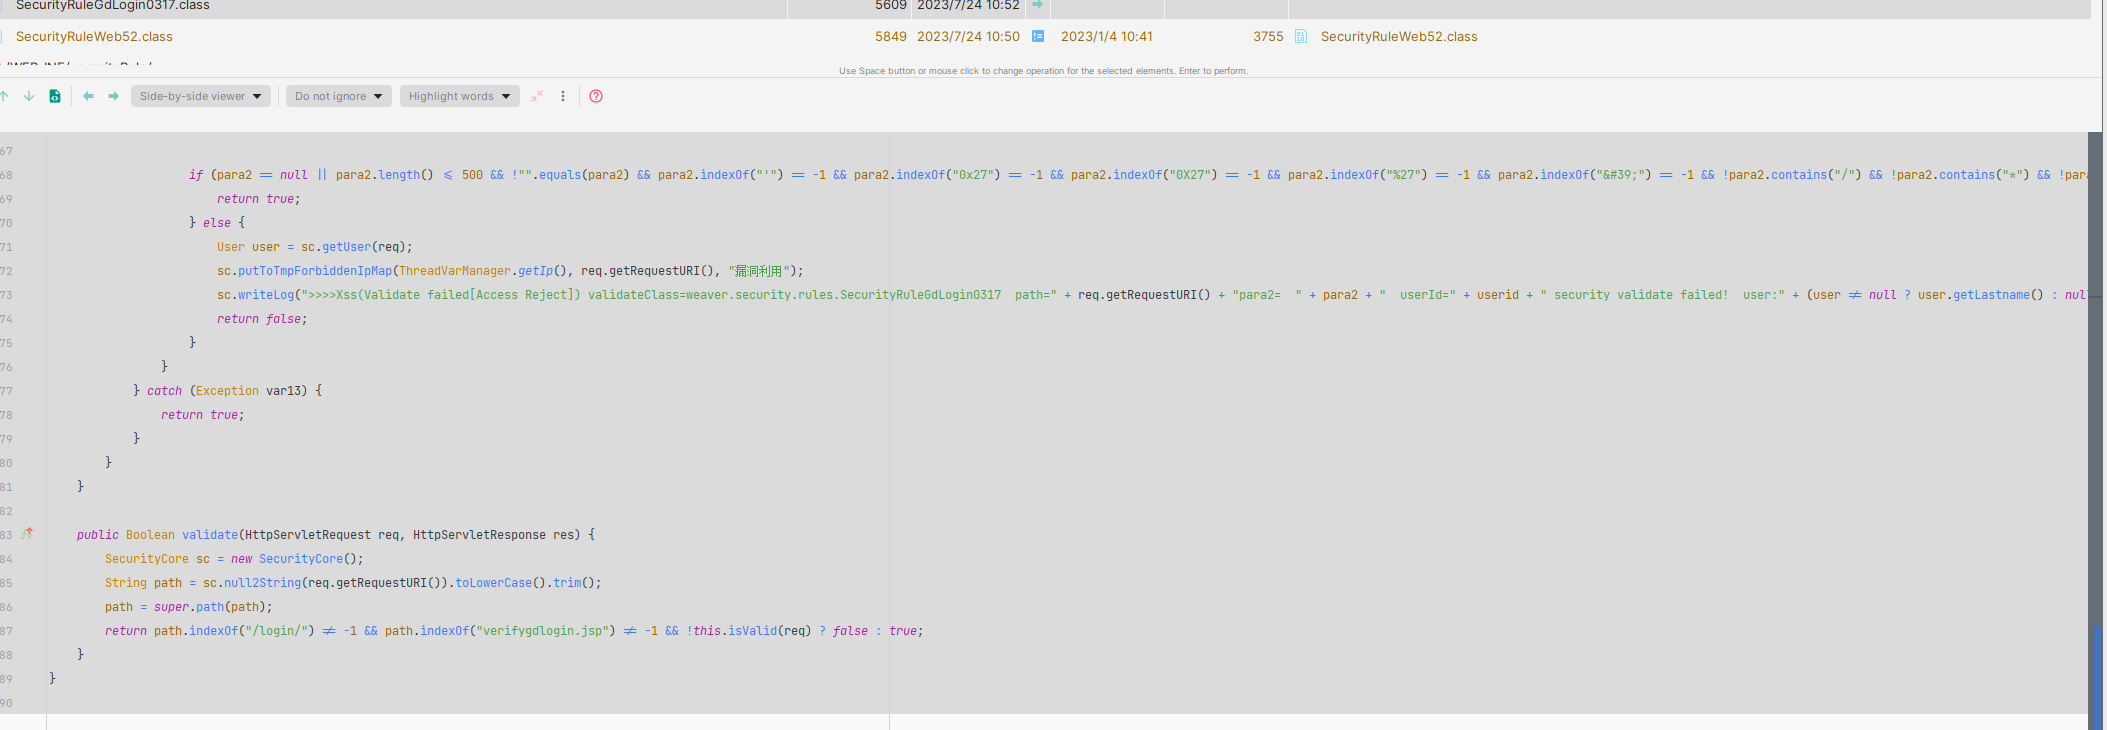 SecurityRuleGdLogin0317.class 5609 2023/7/24 10:52
SecurityRuleWeb52.class 5849 2023/7/24 10:50 2023/1/4 10:41 3755 SecurityRuleWeb52.class
Use Space button or mouse click to change operation for the selected elements. Enter to perform.
Side-by-side viewer Do not ignore Highlight words
67
68 if (para2 == null || para2.length() <= 500 && !"".equals(para2) && para2.indexOf("'") == -1 && para2.indexOf("0x27") == -1 && para2.indexOf("0X27") == -1 && para2.indexOf("%27") == -1 && para2.indexOf("&#39;") == -1 && !para2.contains("/") && !para2.contains("*") && !par
69 return true;
70 } else {
71 User user = sc.getUser(req);
72 sc.putToTmpForbiddenIpMap(ThreadVarManager.getIp(), req.getRequestURI(), "漏洞利用");
73 sc.writeLog(">>>>Xss(Validate failed[Access Reject]) validateClass=weaver.security.rules.SecurityRuleGdLogin0317  path=" + req.getRequestURI() + "para2=  " + para2 + "  userId=" + userid + " security validate failed!  user:" + (user != null ? user.getLastname() : nul
74 return false;
75 }
76 }
77 } catch (Exception var13) {
78 return true;
79 }
80 }
81 }
82
83 public Boolean validate(HttpServletRequest req, HttpServletResponse res) {
84 SecurityCore sc = new SecurityCore();
85 String path = sc.null2String(req.getRequestURI()).toLowerCase().trim();
86 path = super.path(path);
87 return path.indexOf("/login/") != -1 && path.indexOf("verifygdlogin.jsp") != -1 && !this.isValid(req) ? false : true;
88 }
89 }
90